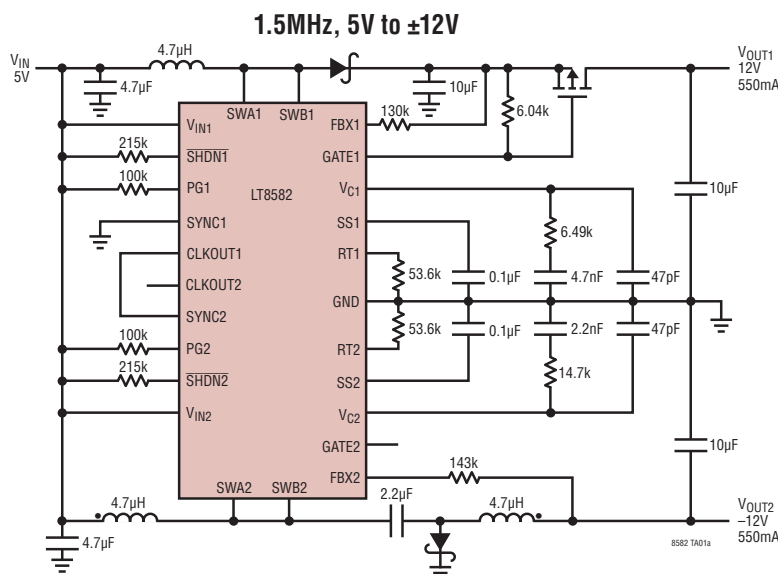 1.5MHz, 5V to ±12V
VIN
5V
4.7µH
4.7µF
10µF
6.04k
VOUT1
12V
550mA
SWA1 SWB1
VIN1
FBX1
130k
215k
SHDN1
GATE1
100k
PG1
LT8582
VC1
10µF
SYNC1
SS1
6.49k
CLKOUT1
RT1
53.6k
0.1µF
4.7nF
47pF
CLKOUT2
GND
SYNC2
53.6k
0.1µF
2.2nF
47pF
100k
PG2
RT2
215k
SHDN2
SS2
14.7k
VIN2
VC2
GATE2
10µF
FBX2
143k
SWA2 SWB2
4.7µH
2.2µF
4.7µH
VOUT2
–12V
550mA
4.7µF
8582 TA01a